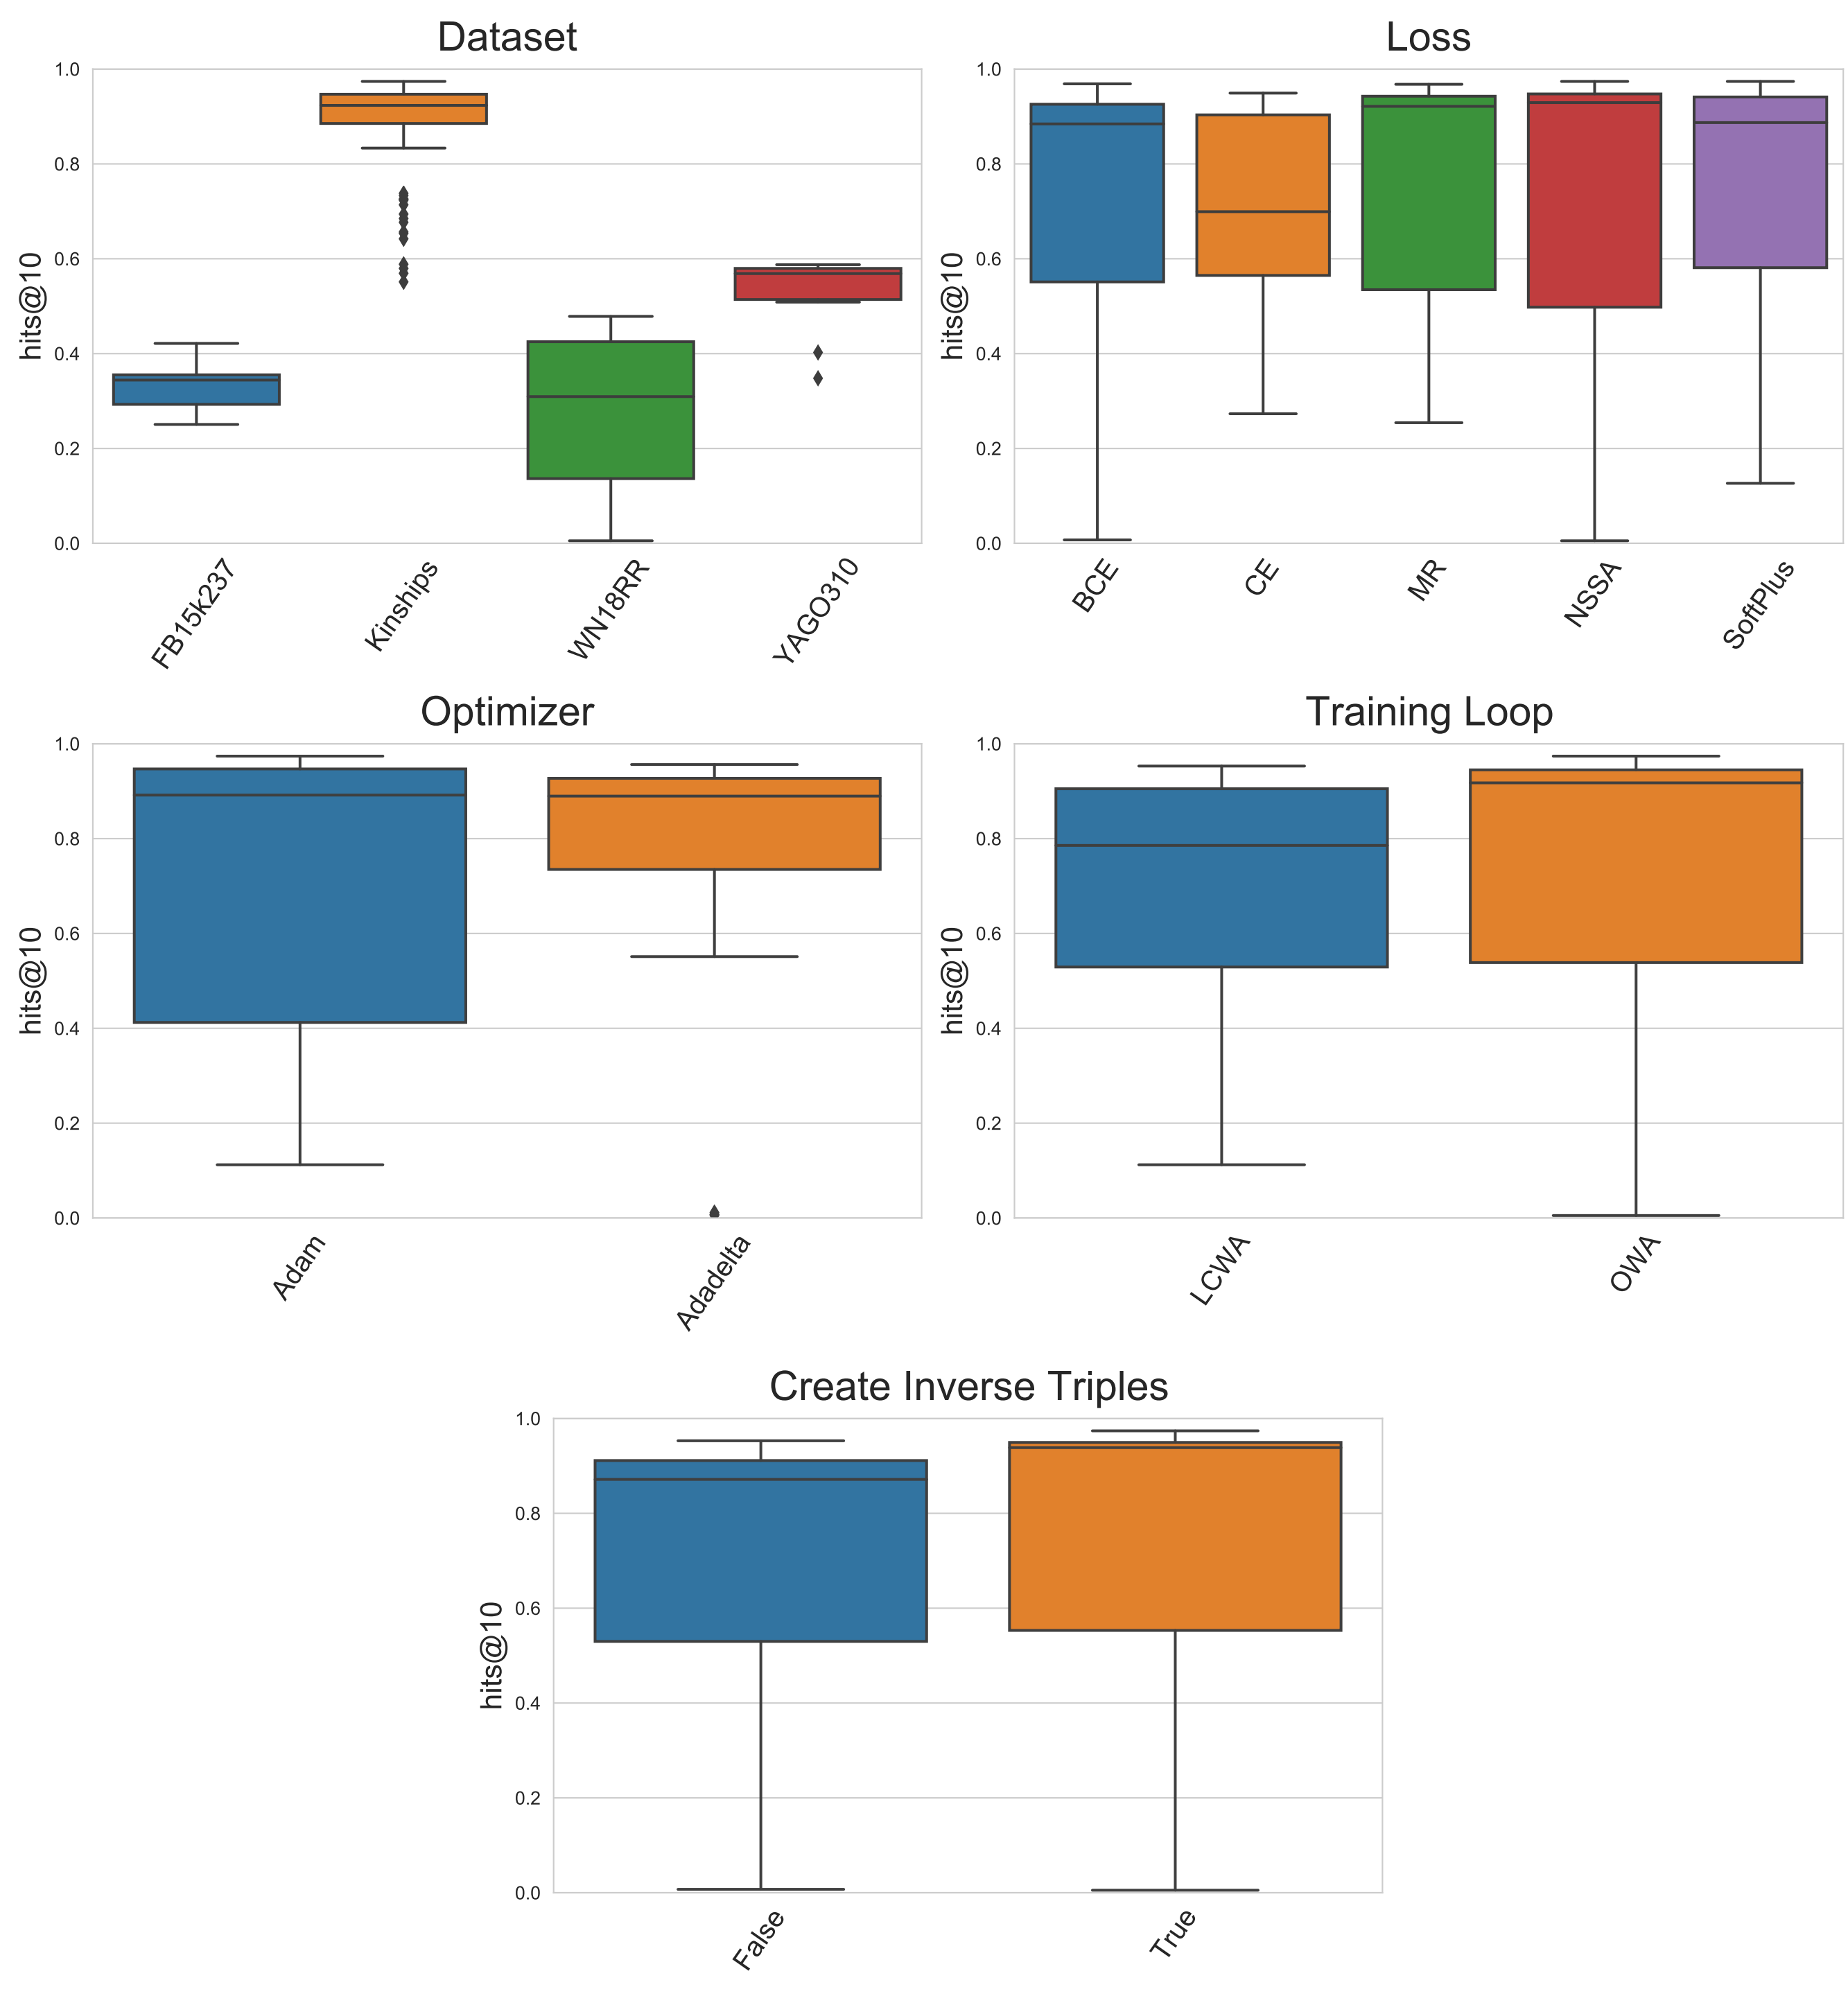 Dataset
1.0
0.8
0.6
0.4
0.2
0.0
hits@10
FB15k237
Kinships
WN18RR
YAGO310
Loss
1.0
0.8
0.6
0.4
0.2
0.0
hits@10
BCE
CE
MR
NSSA
SoftPlus
Optimizer
1.0
0.8
0.6
0.4
0.2
0.0
hits@10
Adam
Adadelta
Training Loop
1.0
0.8
0.6
0.4
0.2
0.0
hits@10
LCWA
OWA
Create Inverse Triples
1.0
0.8
0.6
0.4
0.2
0.0
hits@10
False
True